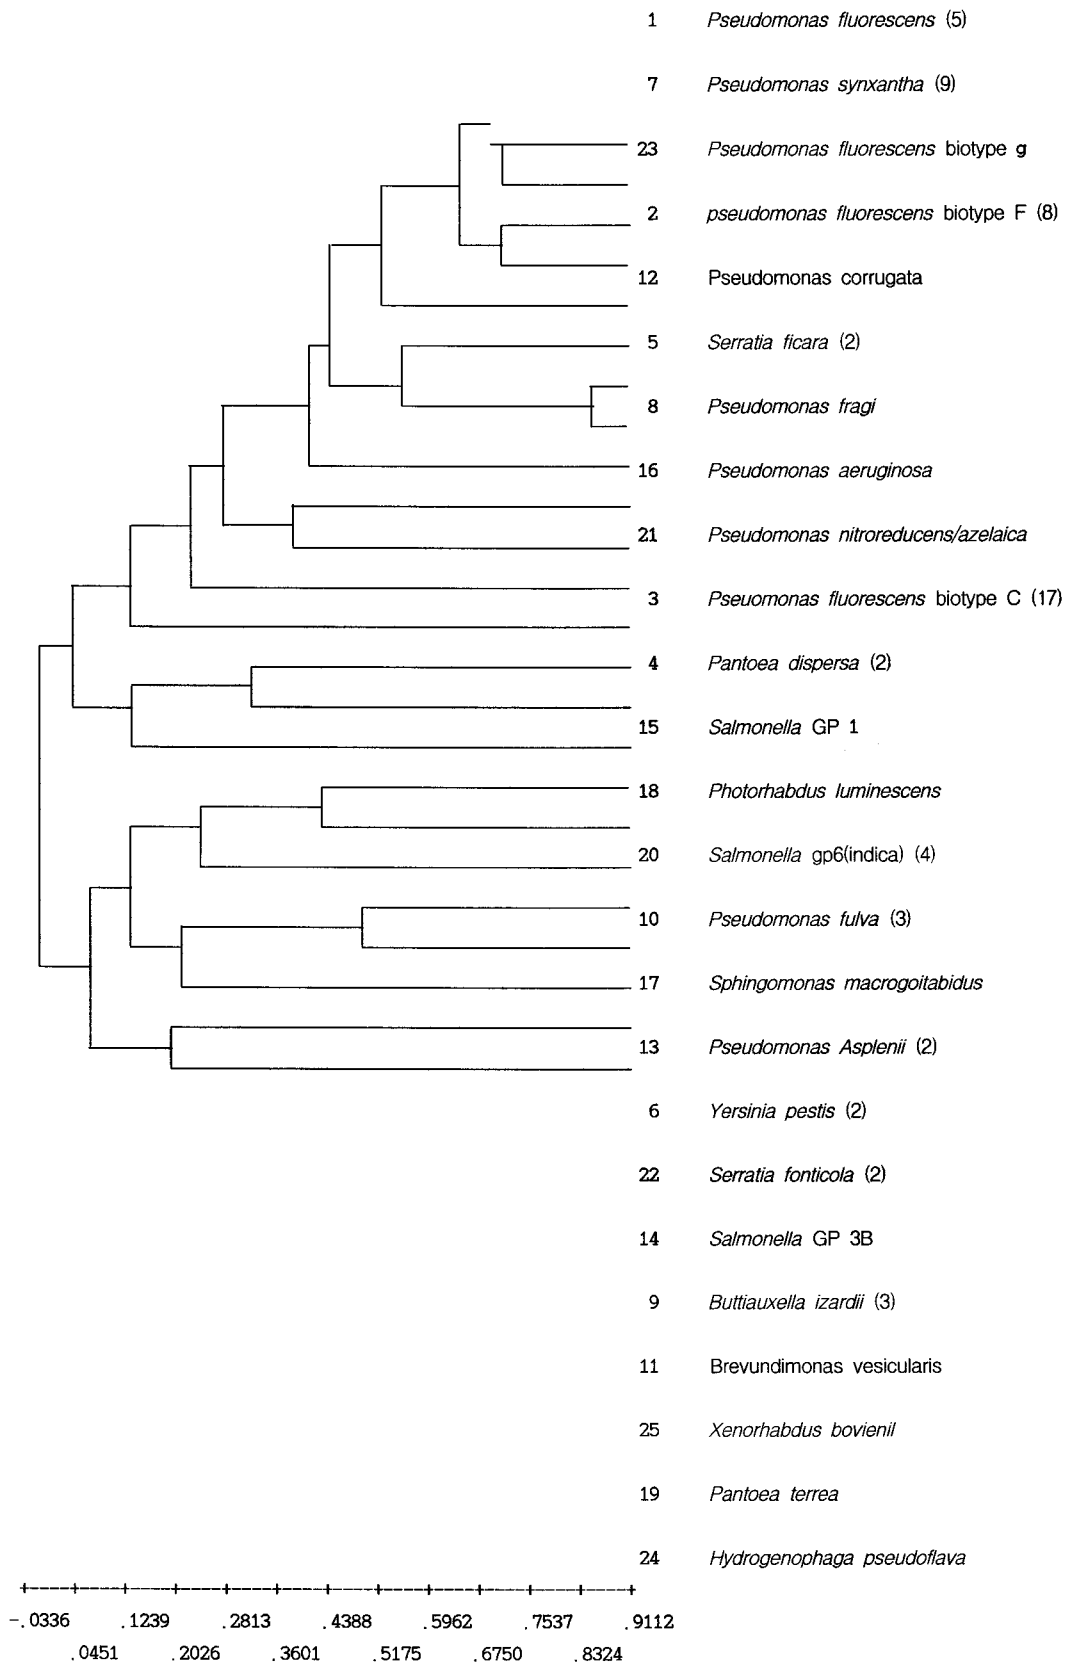 1 Pseudomonas fluorescens (5)
7 Pseudomonas synxantha (9)
23 Pseudomonas fluorescens biotype g
2 pseudomonas fluorescens biotype F (8)
12 Pseudomonas corrugata
5 Serratia ficara (2)
8 Pseudomonas fragi
16 Pseudomonas aeruginosa
21 Pseudomonas nitroreducens/azelaica
3 Pseuomonas fluorescens biotype C (17)
4 Pantoea dispersa (2)
15 Salmonella GP 1
18 Photorhabdus luminescens
20 Salmonella gp6(indica) (4)
10 Pseudomonas fulva (3)
17 Sphingomonas macrogoitabidus
13 Pseudomonas Asplenii (2)
6 Yersinia pestis (2)
22 Serratia fonticola (2)
14 Salmonella GP 3B
9 Buttiauxella izardii (3)
11 Brevundimonas vesicularis
25 Xenorhabdus bovienil
19 Pantoea terrea
24 Hydrogenophaga pseudoflava
-.0336 .1239 .2813 .4388 .5962 .7537 .9112
.0451 .2026 .3601 .5175 .6750 .8324